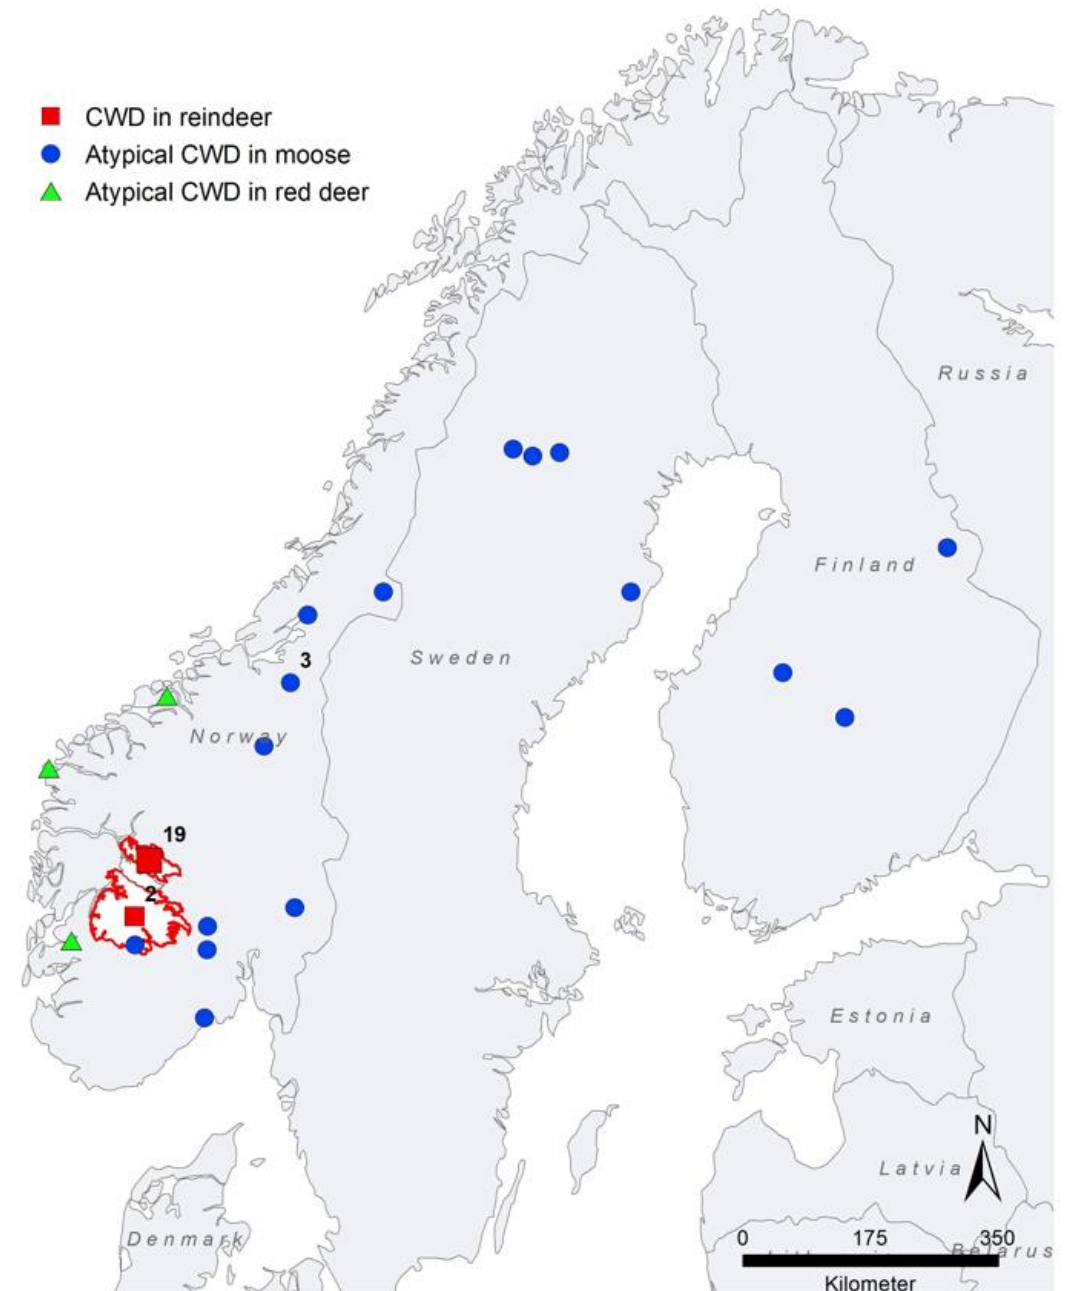 CWD in reindeer
Atypical CWD in moose
Atypical CWD in red deer
Russia
Finland
Sweden
3
Norway
19
2
Estonia
N
Latvia
Denmark
0 175 350
Belarus
Kilometer